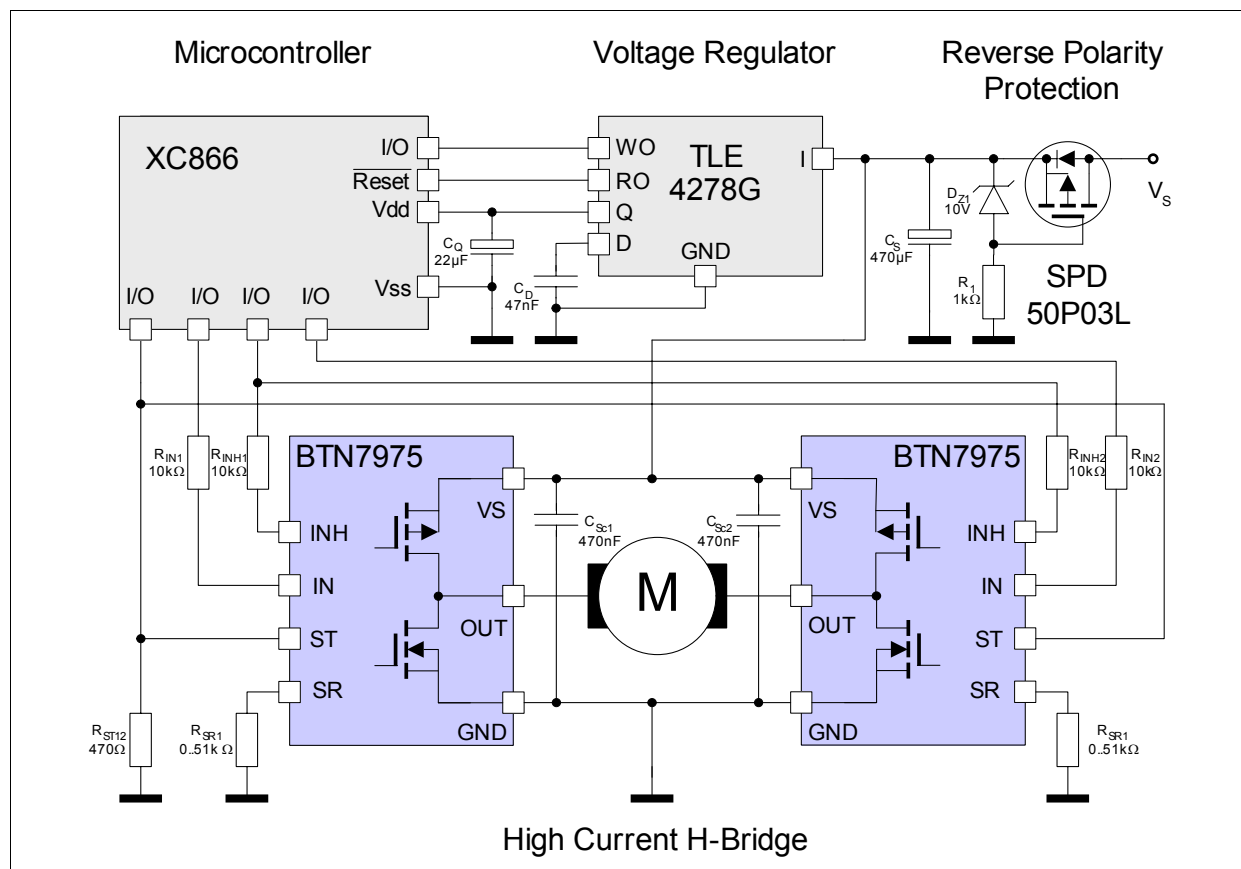 Microcontroller
Voltage Regulator
Reverse Polarity
Protection
XC866
I/O
Reset
Vdd
Vss
I/O
I/O
I/O
I/O
WO
RO
Q
D
TLE
4278G
I
GND
C_Q
22µF
C_D
47nF
C_S
470µF
D_Z1
10V
R_1
1kΩ
V_S
SPD
50P03L
R_IN1
10kΩ
R_INH1
10kΩ
BTN7975
VS
INH
IN
ST
SR
OUT
GND
C_Sc1
470nF
C_Sc2
470nF
M
BTN7975
VS
INH
IN
ST
SR
OUT
GND
R_INH2
10kΩ
R_IN2
10kΩ
R_ST12
470Ω
R_SR1
0..51kΩ
R_SR1
0..51kΩ
High Current H-Bridge